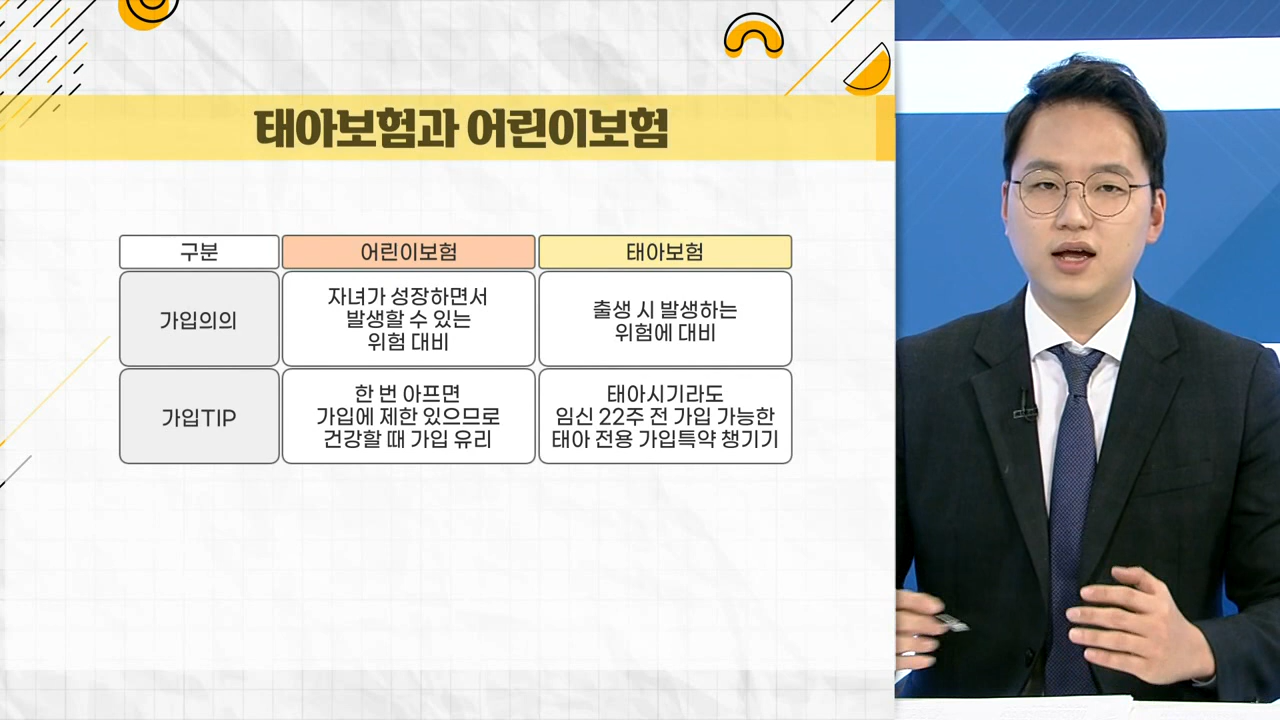 태아보험과 어린이보험
구분
어린이보험
태아보험
가입의의
자녀가 성장하면서
발생할 수 있는
위험 대비
출생 시 발생하는
위험에 대비
가입TIP
한 번 아프면
가입에 제한 있으므로
건강할 때 가입 유리
태아시기라도
임신 22주 전 가입 가능한
태아 전용 가입특약 챙기기